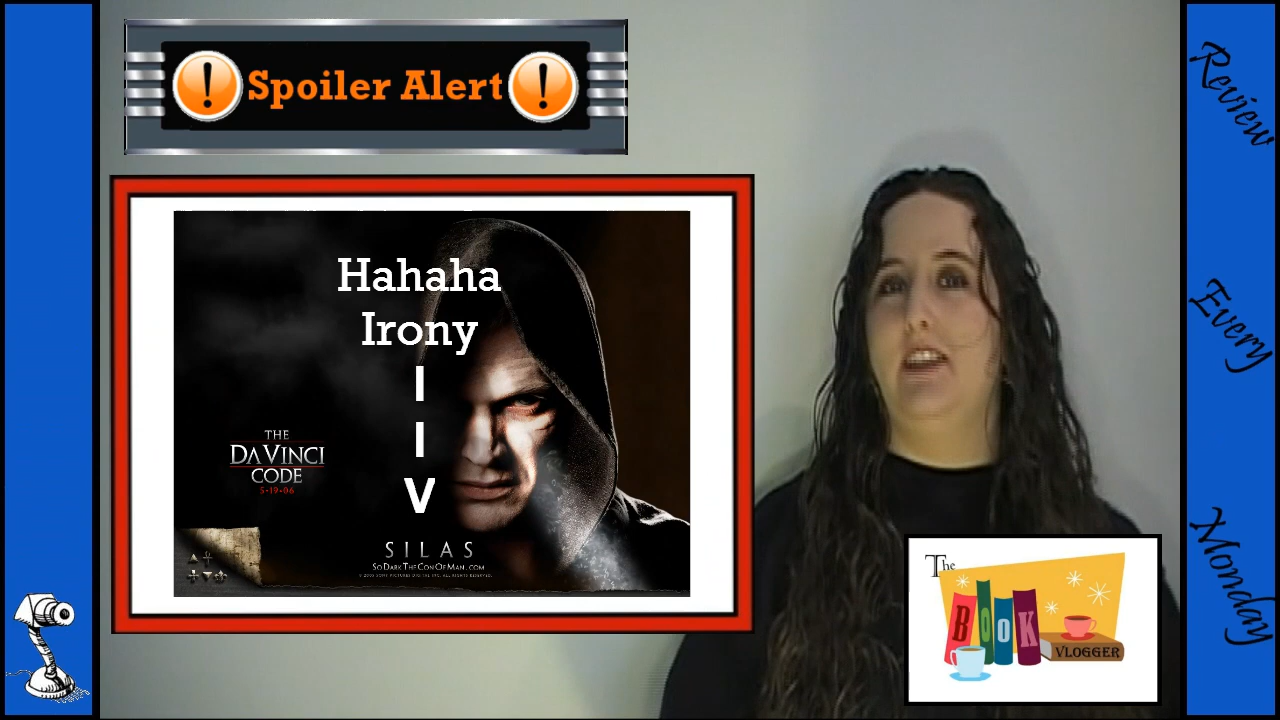 Spoiler Alert
Hahaha
Irony
I
I
V
THE
DA VINCI
CODE
5·19·06
SILAS
SODARKTHECONOFMAN.COM
Review
Every
Monday
The
BOOK
VLOGGER